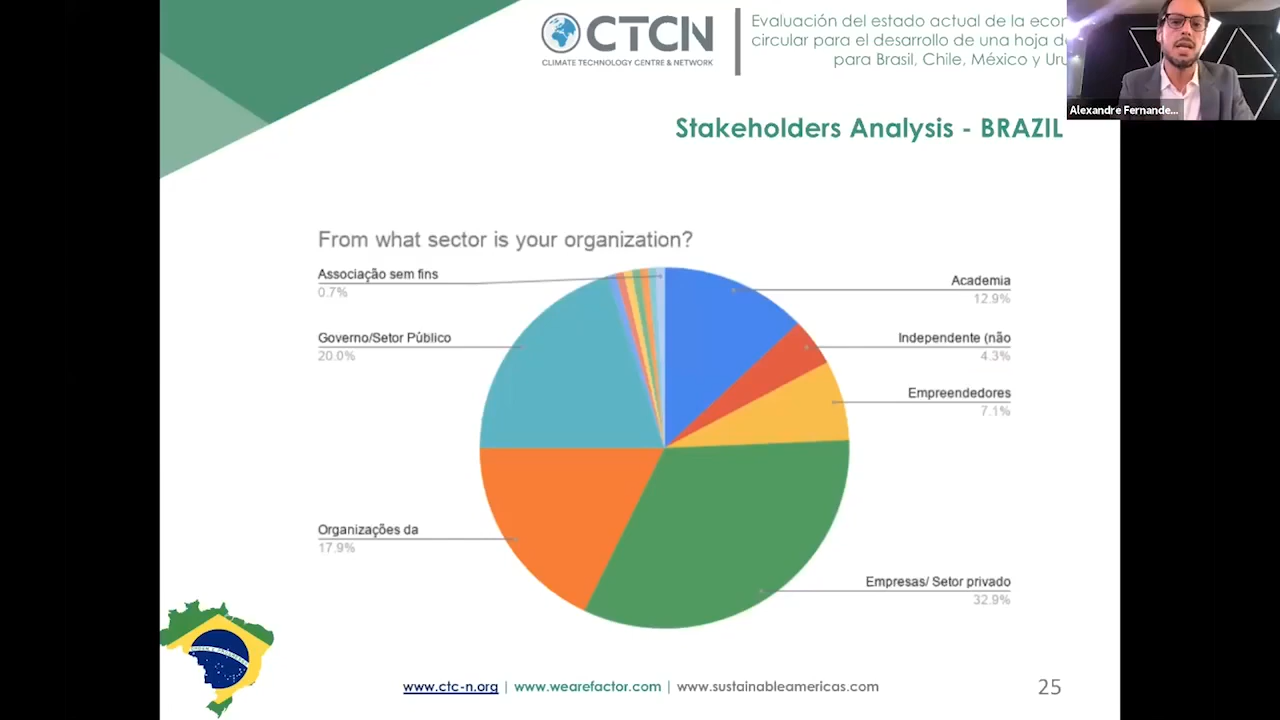 CTCN
CLIMATE TECHNOLOGY CENTRE & NETWORK
Evaluación del estado actual de la
circular para el desarrollo de una hoja
para Brasil, Chile, México y
Alexandre Fernande...
Stakeholders Analysis - BRAZIL
From what sector is your organization?
Associação sem fins
0.7%
Governo/Setor Público
20.0%
Organizações da
17.9%
Academia
12.9%
Independente (não
4.3%
Empreendedores
7.1%
Empresas/ Setor privado
32.9%
www.ctc-n.org | www.wearefactor.com | www.sustainableamericas.com
25